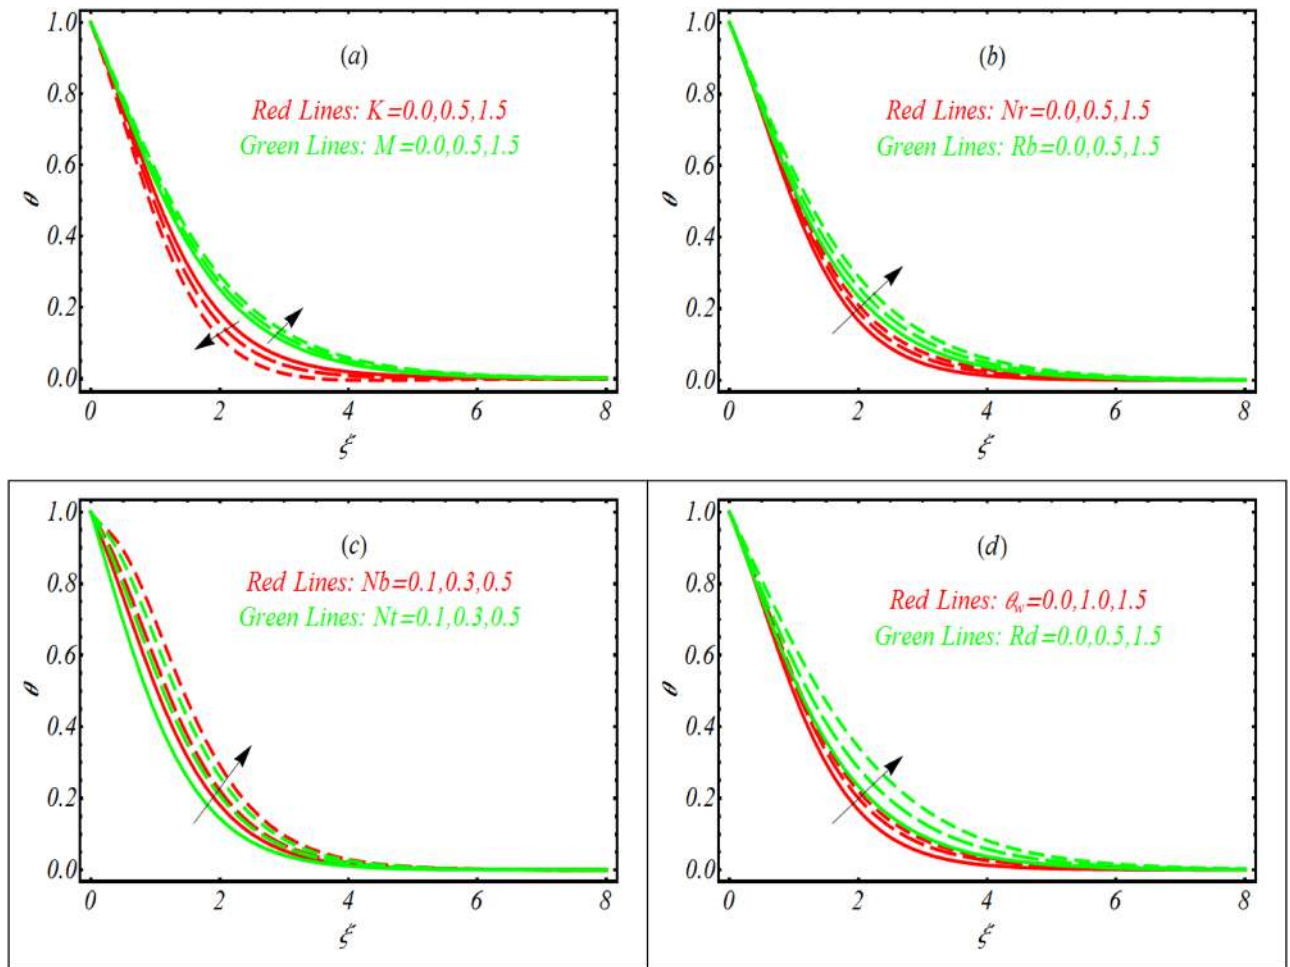 (a)
Red Lines: K=0.0,0.5,1.5
Green Lines: M=0.0,0.5,1.5
θ
1.0
0.8
0.6
0.4
0.2
0.0
0 2 4 6 8
ξ
(b)
Red Lines: Nr=0.0,0.5,1.5
Green Lines: Rb=0.0,0.5,1.5
θ
1.0
0.8
0.6
0.4
0.2
0.0
0 2 4 6 8
ξ
(c)
Red Lines: Nb=0.1,0.3,0.5
Green Lines: Nt=0.1,0.3,0.5
θ
1.0
0.8
0.6
0.4
0.2
0.0
0 2 4 6 8
ξ
(d)
Red Lines: θw=0.0,1.0,1.5
Green Lines: Rd=0.0,0.5,1.5
θ
1.0
0.8
0.6
0.4
0.2
0.0
0 2 4 6 8
ξ